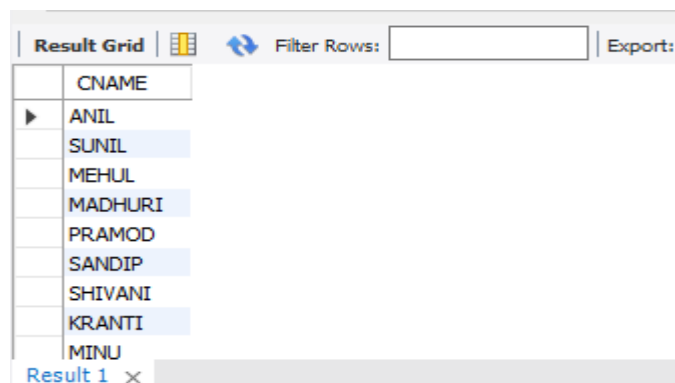 Result Grid Filter Rows: Export:
CNAME
ANIL
SUNIL
MEHUL
MADHURI
PRAMOD
SANDIP
SHIVANI
KRANTI
MINU
Result 1